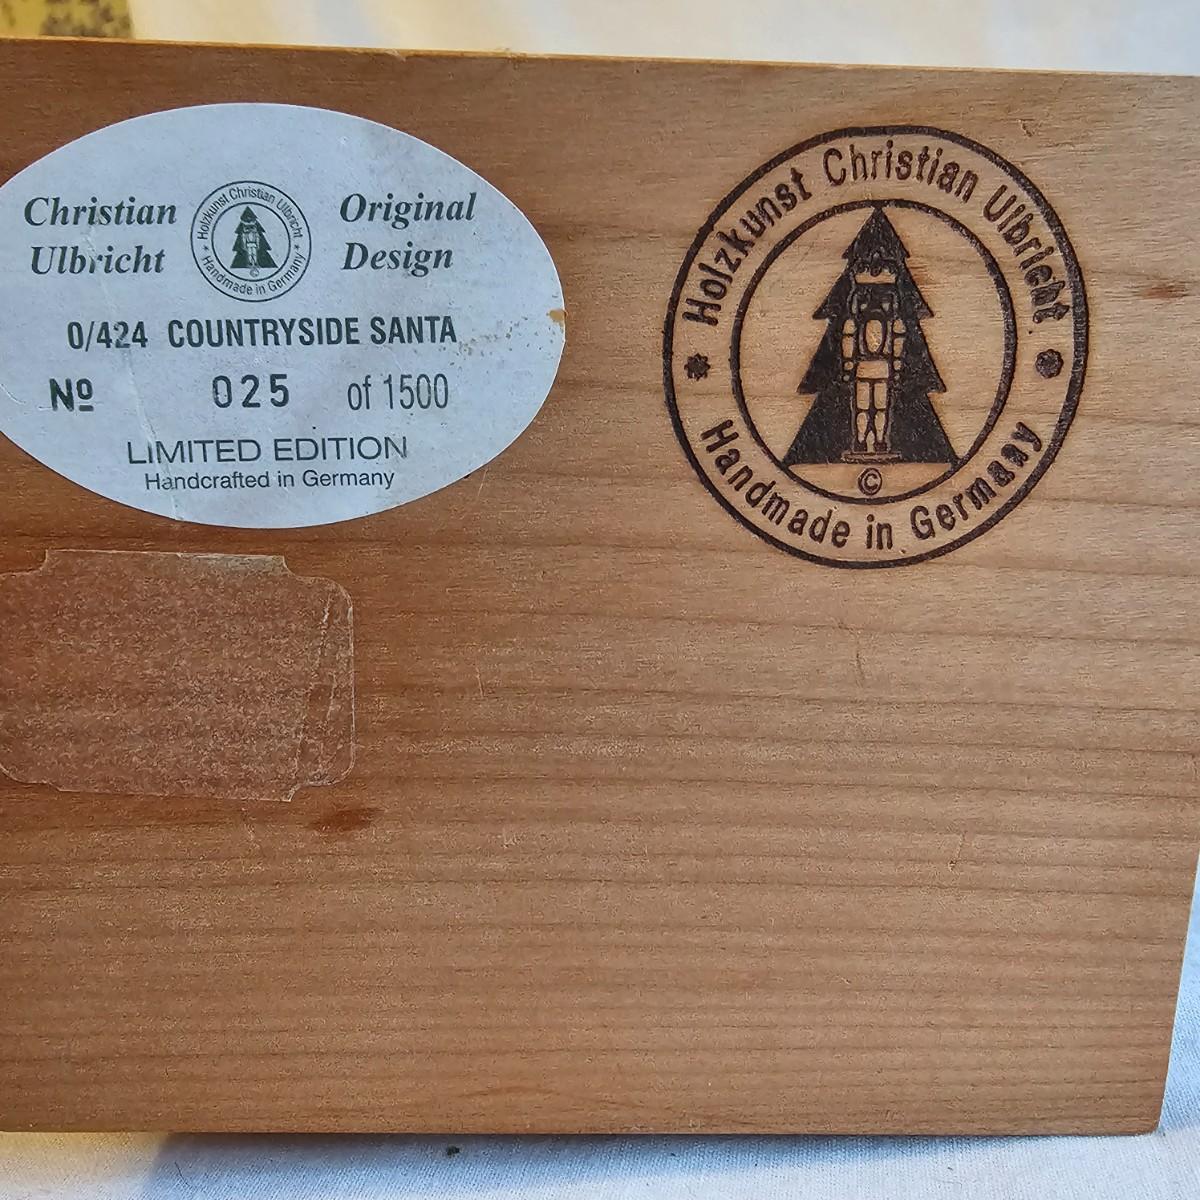 Christian
Ulbricht
Holzkunst Christian Ulbricht
Handmade in Germany
©
Original
Design
0/424 COUNTRYSIDE SANTA
Nº 025 of 1500
LIMITED EDITION
Handcrafted in Germany
Holzkunst Christian Ulbricht
Handmade in Germany
©